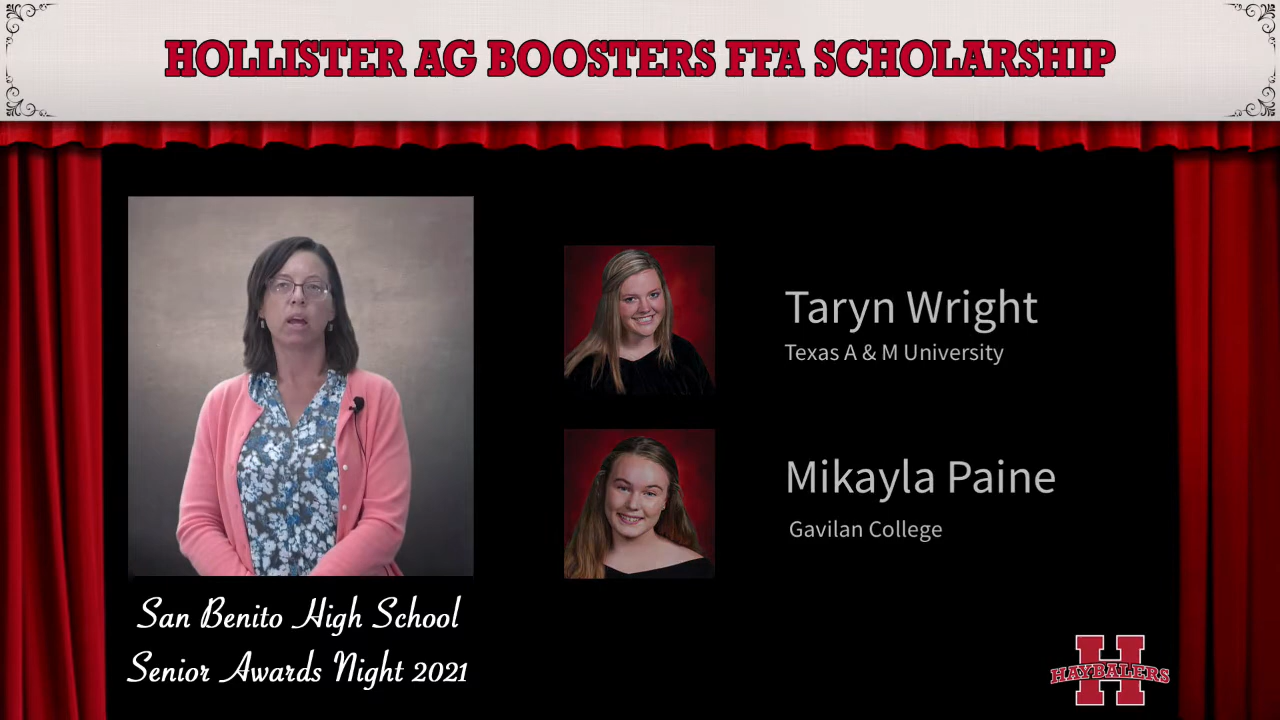 HOLLISTER AG BOOSTERS FFA SCHOLARSHIP
Taryn Wright
Texas A & M University
Mikayla Paine
Gavilan College
San Benito High School
Senior Awards Night 2021
H
HAYBALERS